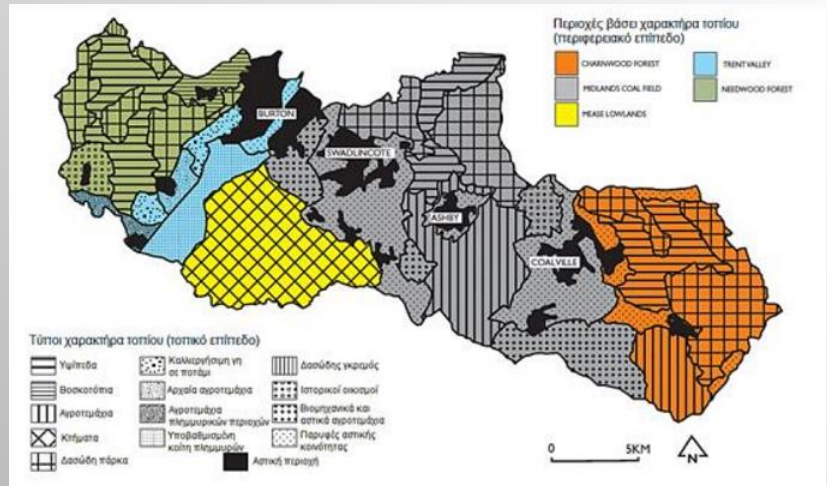 Περιοχές βάσει χαρακτήρα τοπίου
(περιφερειακό επίπεδο)
CHARNWOOD FOREST
TRENT VALLEY
MIDLANDS COAL FIELD
NEEDWOOD FOREST
MEASE LOWLANDS
BURTON
SWADLINCOTE
ASHBY
COALVILLE
Τύποι χαρακτήρα τοπίου (τοπικό επίπεδο)
Υψίπεδα
Καλλιεργήσιμη γη
σε ποτάμι
Δασώδης γκρεμός
Βοσκοτόπια
Αρχαία αγροτεμάχια
Ιστορικοί οικισμοί
Αγροτεμάχια
Αγροτεμάχια
πλημμυρικών περιοχών
Βιομηχανικά και
αστικά αγροτεμάχια
Κτήματα
Υποβαθμισμένη
κοίτη πλημμυρών
Παρυφές αστικής
κοινότητας
Δασώδη πάρκα
Αστική περιοχή
0 5KM
N